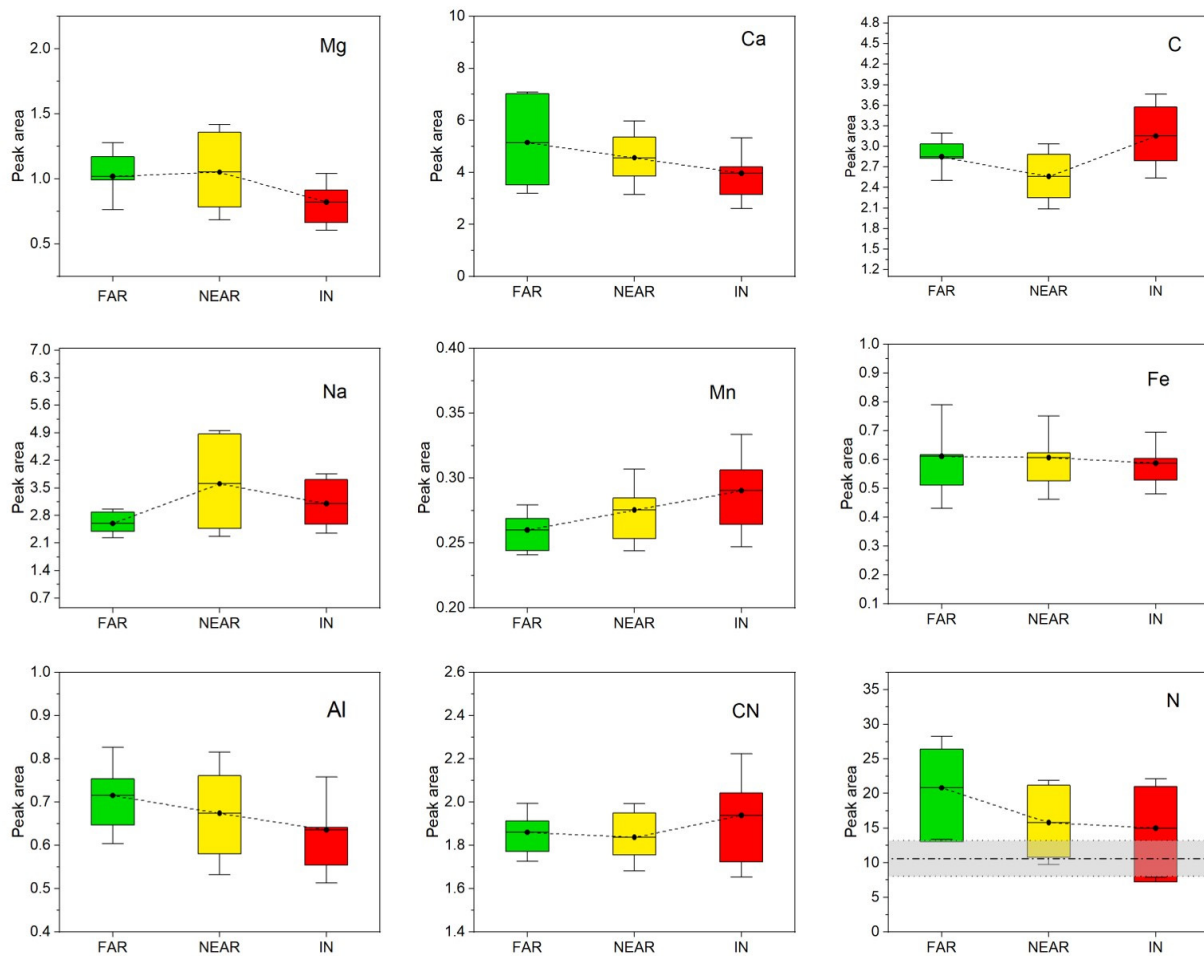 Mg
Peak area
2.0
1.5
1.0
0.5
FAR NEAR IN
Ca
Peak area
10
8
6
4
2
0
FAR NEAR IN
C
Peak area
4.8
4.5
4.2
3.9
3.6
3.3
3.0
2.7
2.4
2.1
1.8
1.5
1.2
FAR NEAR IN
Na
Peak area
7.0
6.3
5.6
4.9
4.2
3.5
2.8
2.1
1.4
0.7
FAR NEAR IN
Mn
Peak area
0.40
0.35
0.30
0.25
0.20
FAR NEAR IN
Fe
Peak area
1.0
0.9
0.8
0.7
0.6
0.5
0.4
0.3
0.2
0.1
FAR NEAR IN
Al
Peak area
1.0
0.9
0.8
0.7
0.6
0.5
0.4
FAR NEAR IN
CN
Peak area
2.6
2.4
2.2
2.0
1.8
1.6
1.4
FAR NEAR IN
N
Peak area
35
30
25
20
15
10
5
0
FAR NEAR IN